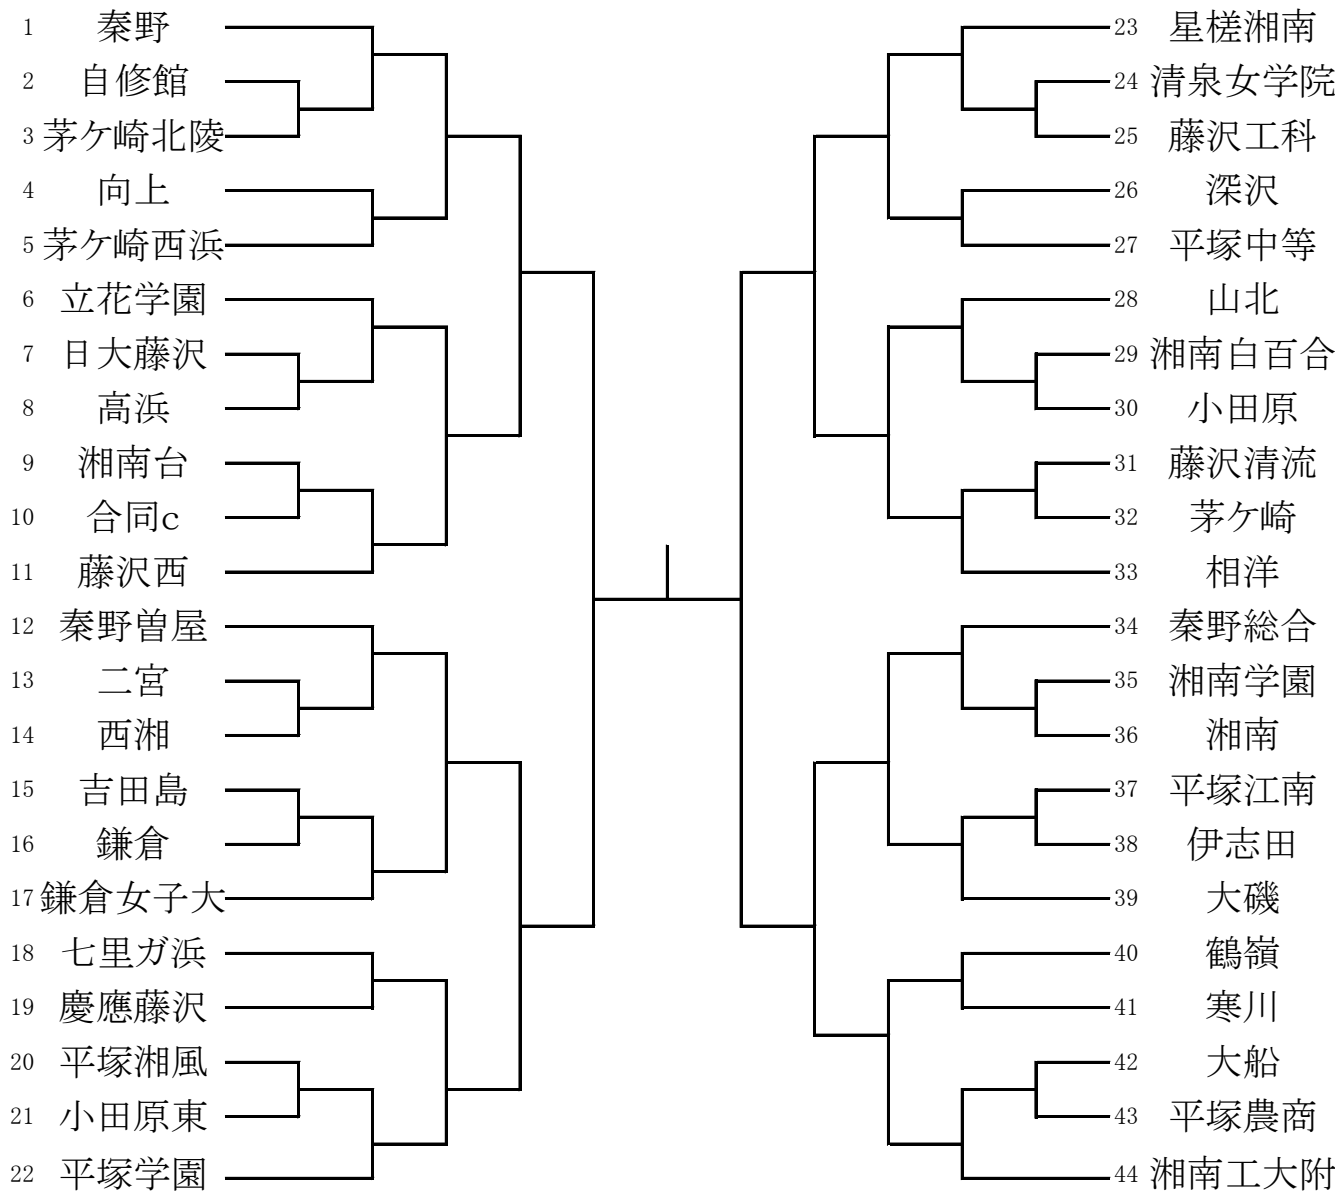 1 秦野
2 自修館
3 茅ケ崎北陵
4 向上
5 茅ケ崎西浜
6 立花学園
7 日大藤沢
8 高浜
9 湘南台
10 合同c
11 藤沢西
12 秦野曽屋
13 二宮
14 西湘
15 吉田島
16 鎌倉
17 鎌倉女子大
18 七里ガ浜
19 慶應藤沢
20 平塚湘風
21 小田原東
22 平塚学園
23 星槎湘南
24 清泉女学院
25 藤沢工科
26 深沢
27 平塚中等
28 山北
29 湘南白百合
30 小田原
31 藤沢清流
32 茅ケ崎
33 相洋
34 秦野総合
35 湘南学園
36 湘南
37 平塚江南
38 伊志田
39 大磯
40 鶴嶺
41 寒川
42 大船
43 平塚農商
44 湘南工大附